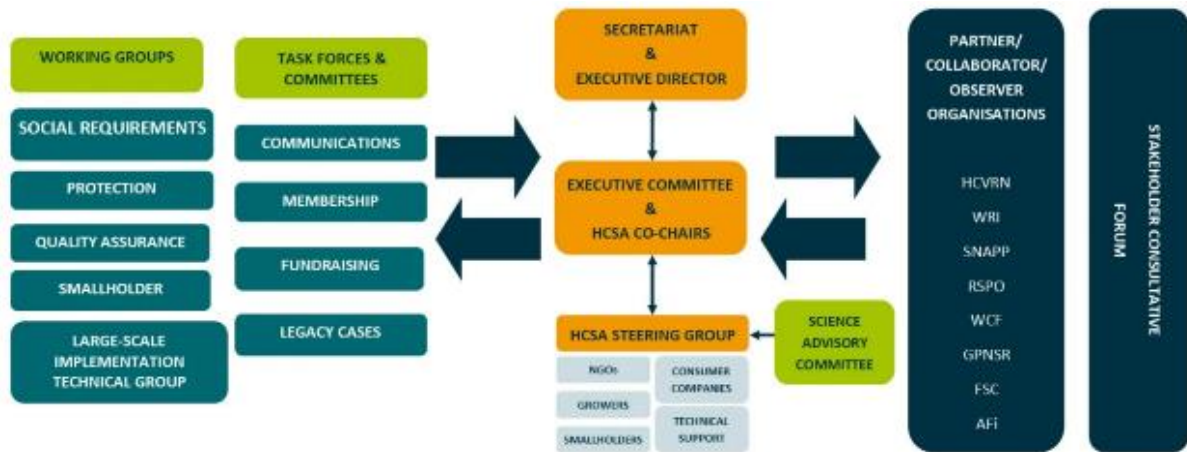 WORKING GROUPS
SOCIAL REQUIREMENTS
PROTECTION
QUALITY ASSURANCE
SMALLHOLDER
LARGE-SCALE
IMPLEMENTATION
TECHNICAL GROUP
TASK FORCES &
COMMITTEES
COMMUNICATIONS
MEMBERSHIP
FUNDRAISING
LEGACY CASES
SECRETARIAT
&
EXECUTIVE DIRECTOR
EXECUTIVE COMMITTEE
&
HCSA CO-CHAIRS
HCSA STEERING GROUP
NGOs
GROWERS
SMALLHOLDERS
CONSUMER
COMPANIES
TECHNICAL
SUPPORT
SCIENCE
ADVISORY
COMMITTEE
PARTNER/
COLLABORATOR/
OBSERVER
ORGANISATIONS
HCVRN
WRI
SNAPP
RSPO
WCF
GPNSR
FSC
AFi
STAKEHOLDER CONSULTATIVE
FORUM